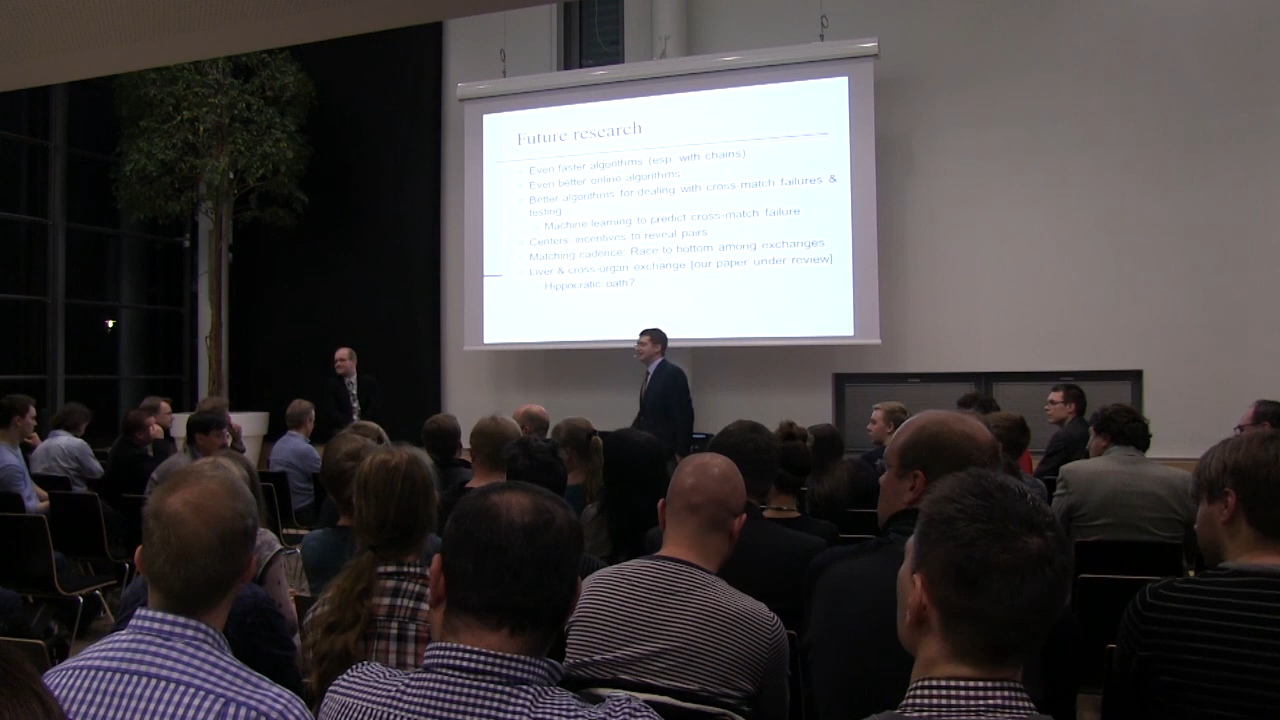 Future research
Even faster algorithms (esp. with chains)
Even better online algorithms
Better algorithms for dealing with cross-match failures &
testing
Machine learning to predict cross-match failure
Centers' incentives to reveal pairs
Matching cadence: Race to bottom among exchanges
Liver & cross-organ exchange [our paper under review]
Hippocratic oath?